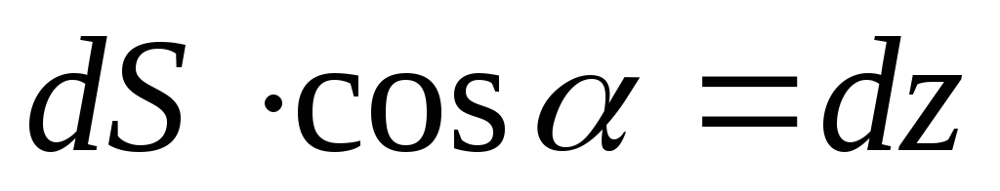 dS ·cos α = dz